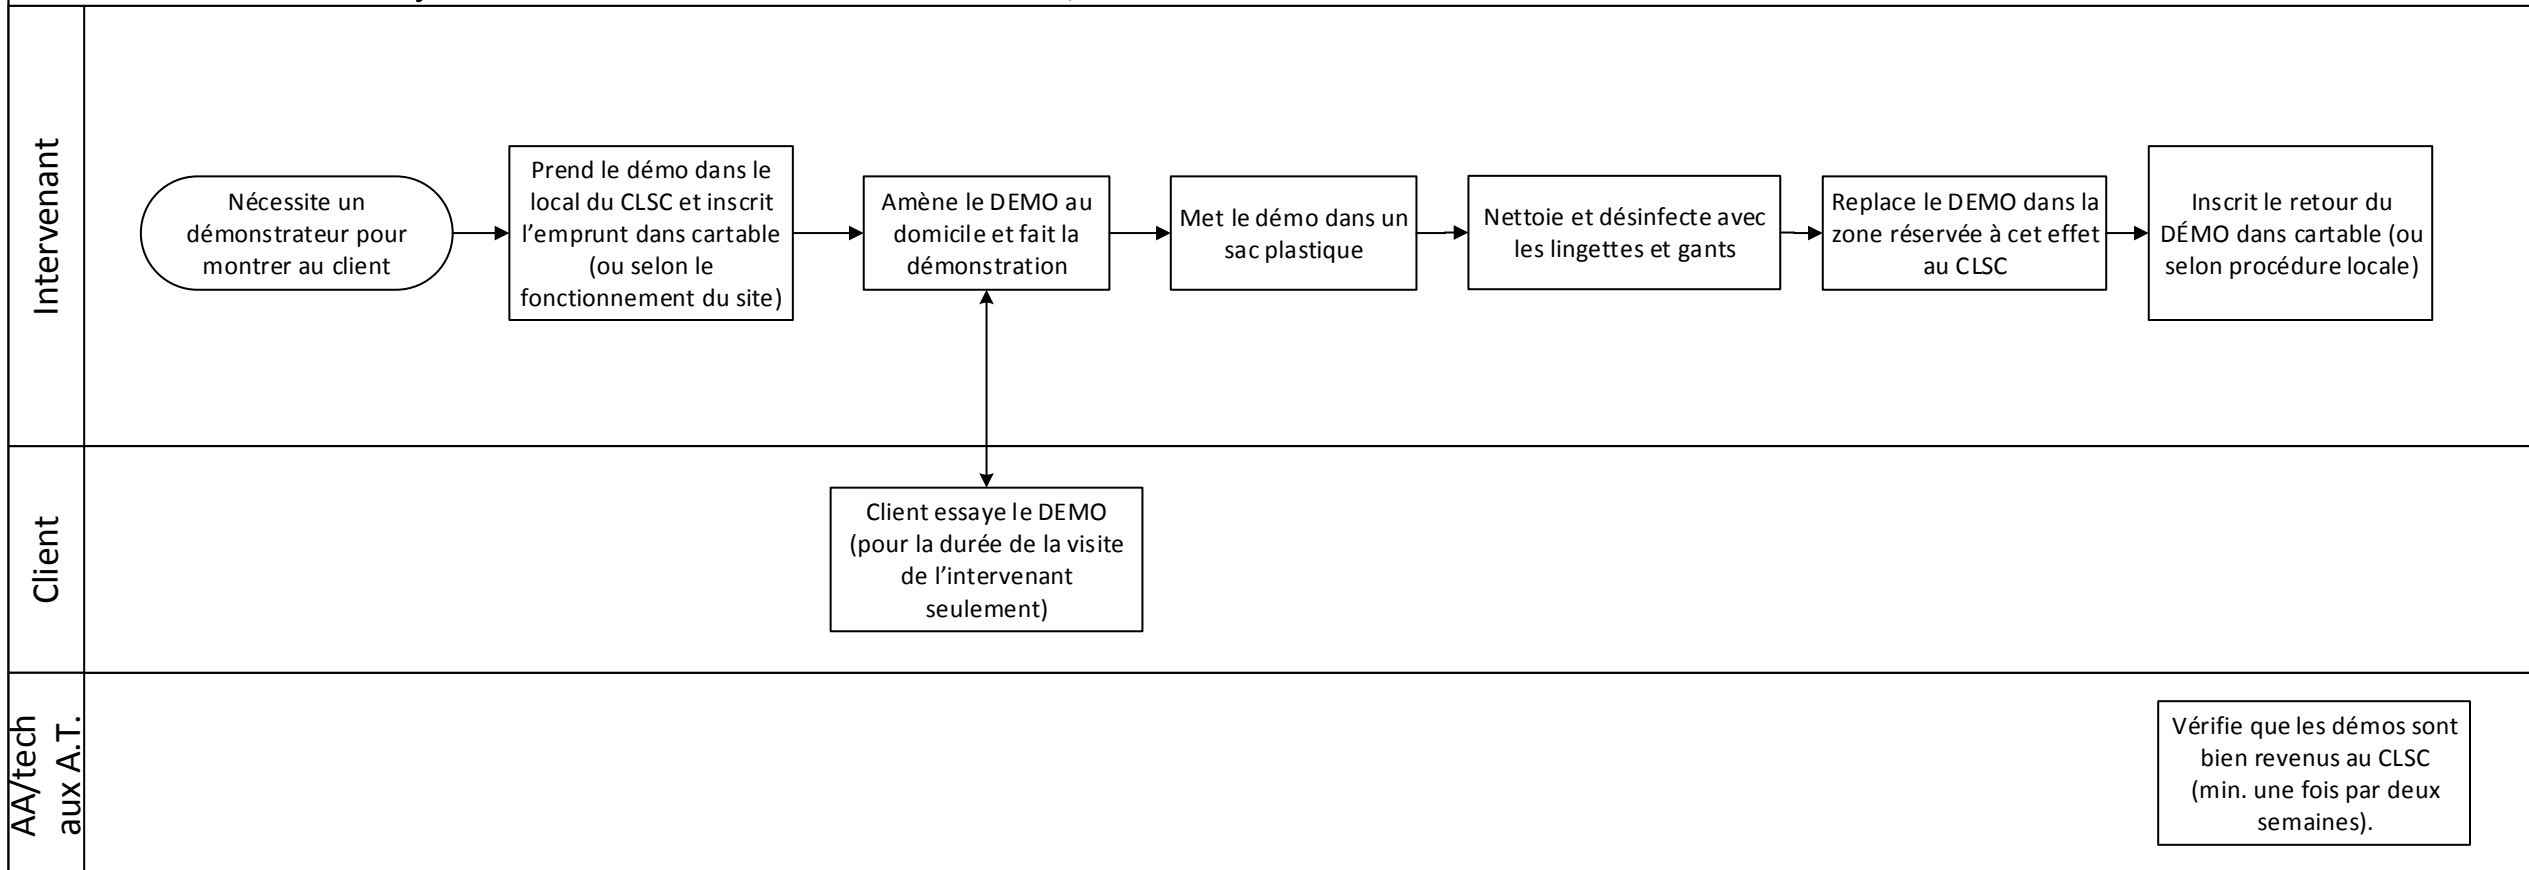 Intervenant
Nécessite un
démonstrateur pour
montrer au client
Prend le démo dans le
local du CLSC et inscrit
l’emprunt dans cartable
(ou selon le
fonctionnement du site)
Amène le DEMO au
domicile et fait la
démonstration
Met le démo dans un
sac plastique
Nettoie et désinfecte avec
les lingettes et gants
Replace le DEMO dans la
zone réservée à cet effet
au CLSC
Inscrit le retour du
DÉMO dans cartable (ou
selon procédure locale)
Client
Client essaye le DEMO
(pour la durée de la visite
de l’intervenant
seulement)
AA/tech
aux A.T.
Vérifie que les démos sont
bien revenus au CLSC
(min. une fois par deux
semaines).